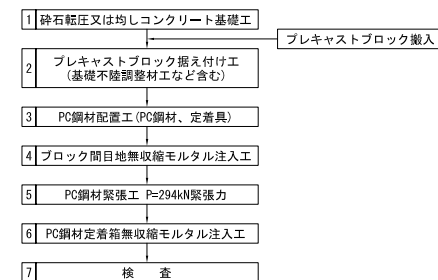 1 砕石転圧又は均しコンクリート基礎工
プレキャストブロック搬入
2 プレキャストブロック据え付け工
(基礎不陸調整材工など含む)
3 PC鋼材配置工(PC鋼材、定着具)
4 ブロック間目地無収縮モルタル注入工
5 PC鋼材緊張工 P=294kN緊張力
6 PC鋼材定着箱無収縮モルタル注入工
7 検 査